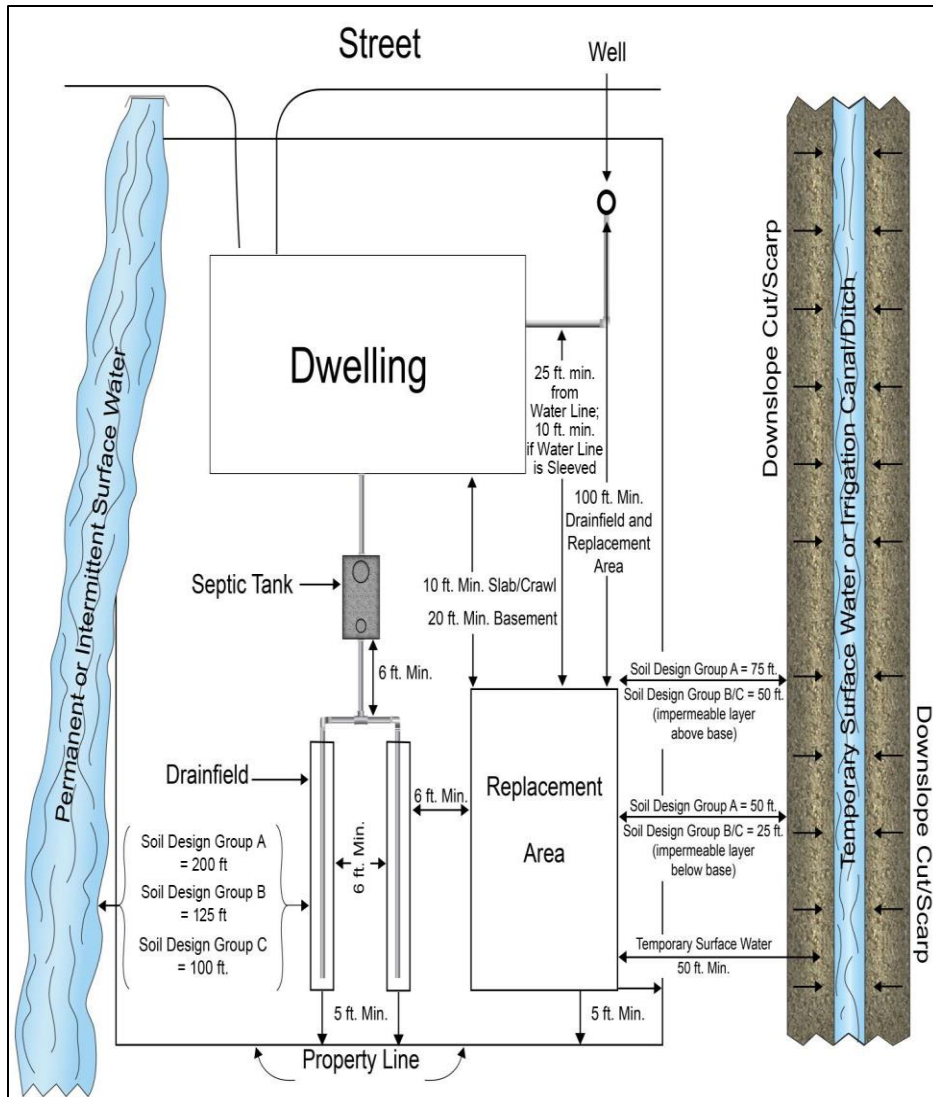 Street
Well
Permanent or Intermittent Surface Water
Dwelling
25 ft. min.
from
Water Line;
10 ft. min.
if Water Line
is Sleeved
100 ft. Min.
Drainfield and
Replacement
Area
Septic Tank
10 ft. Min. Slab/Crawl
20 ft. Min. Basement
6 ft. Min.
Drainfield
6 ft. Min.
6 ft. Min.
Replacement
Area
Soil Design Group A
= 200 ft
Soil Design Group B
= 125 ft
Soil Design Group C
= 100 ft.
Soil Design Group A = 75 ft.
Soil Design Group B/C = 50 ft.
(impermeable layer
above base)
Soil Design Group A = 50 ft.
Soil Design Group B/C = 25 ft.
(impermeable layer
below base)
Temporary Surface Water
50 ft. Min.
5 ft. Min.
5 ft. Min.
Property Line
Downslope Cut/Scarp
Temporary Surface Water or Irrigation Canal/Ditch
Downslope Cut/Scarp